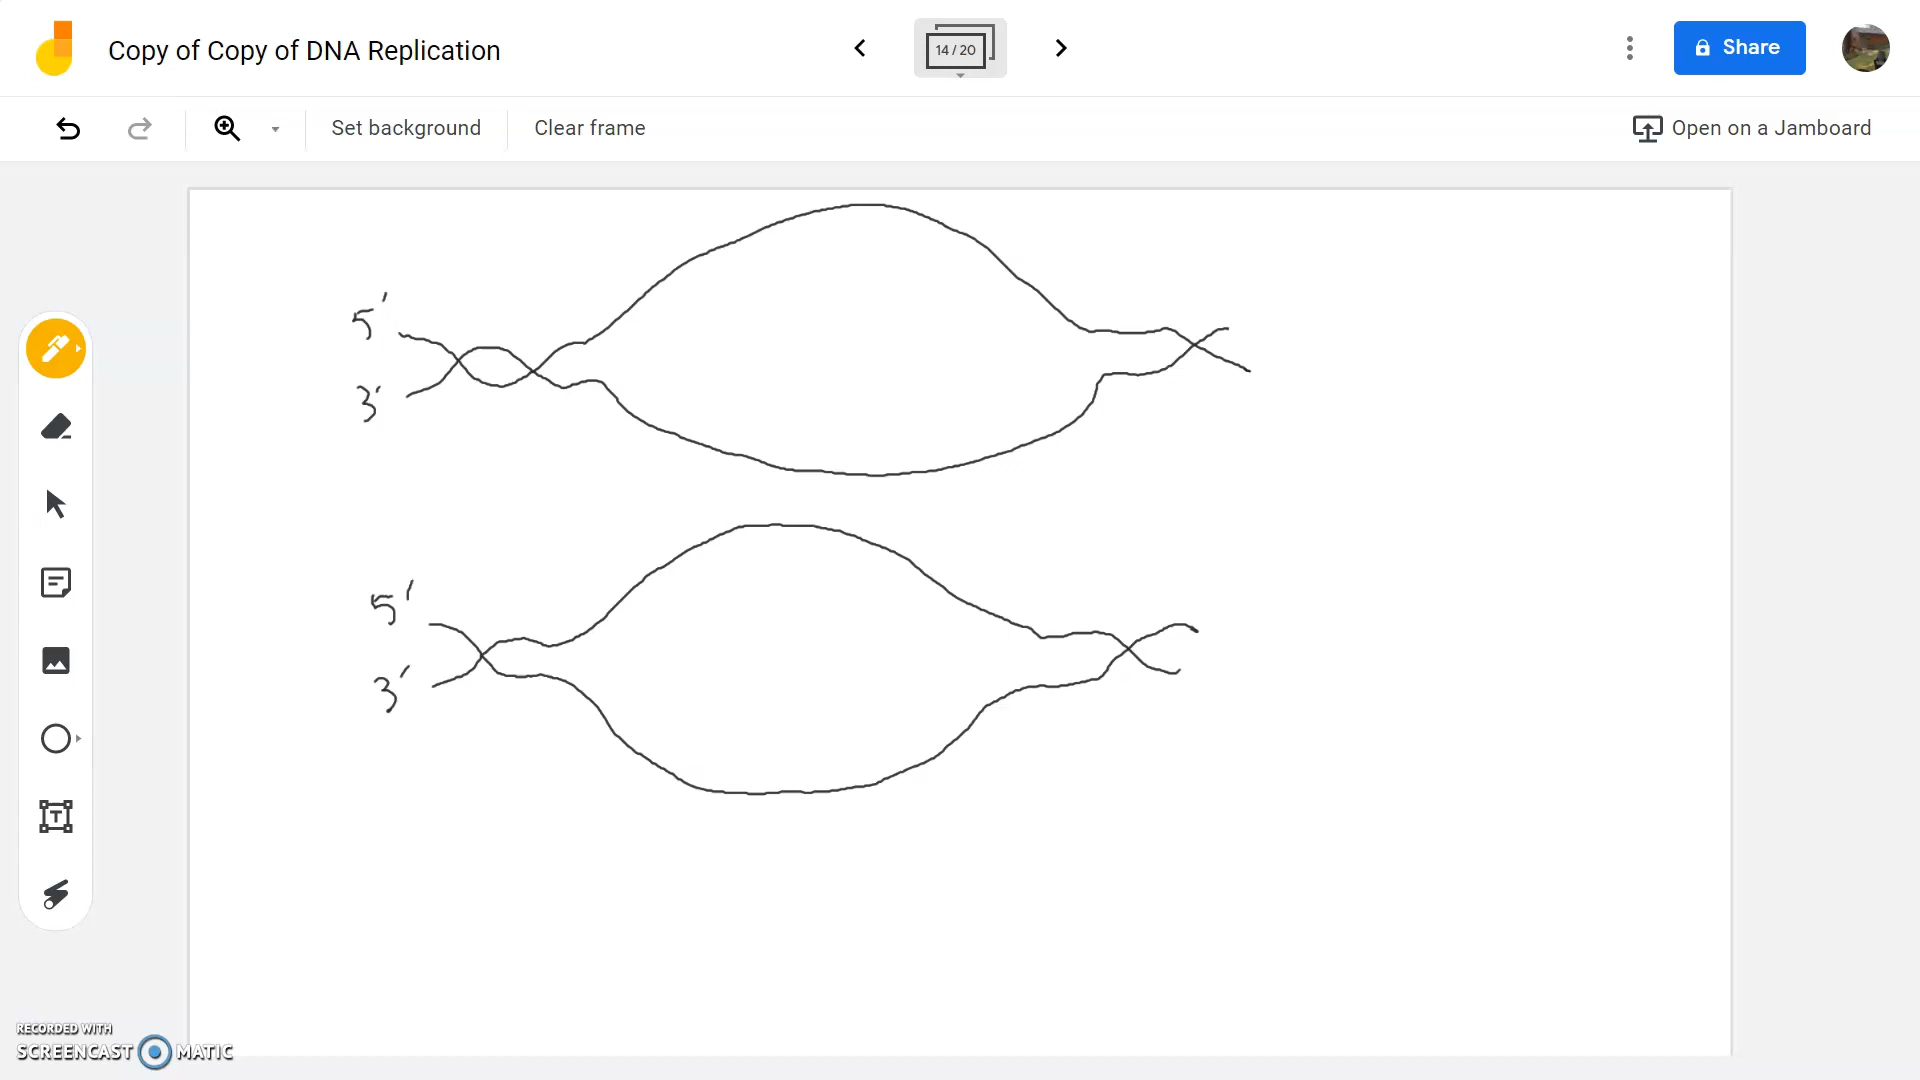 Copy of Copy of DNA Replication
14 / 20
Share
Set background
Clear frame
Open on a Jamboard
5'
3'
5'
3'
T
RECORDED WITH
SCREENCAST MATIC